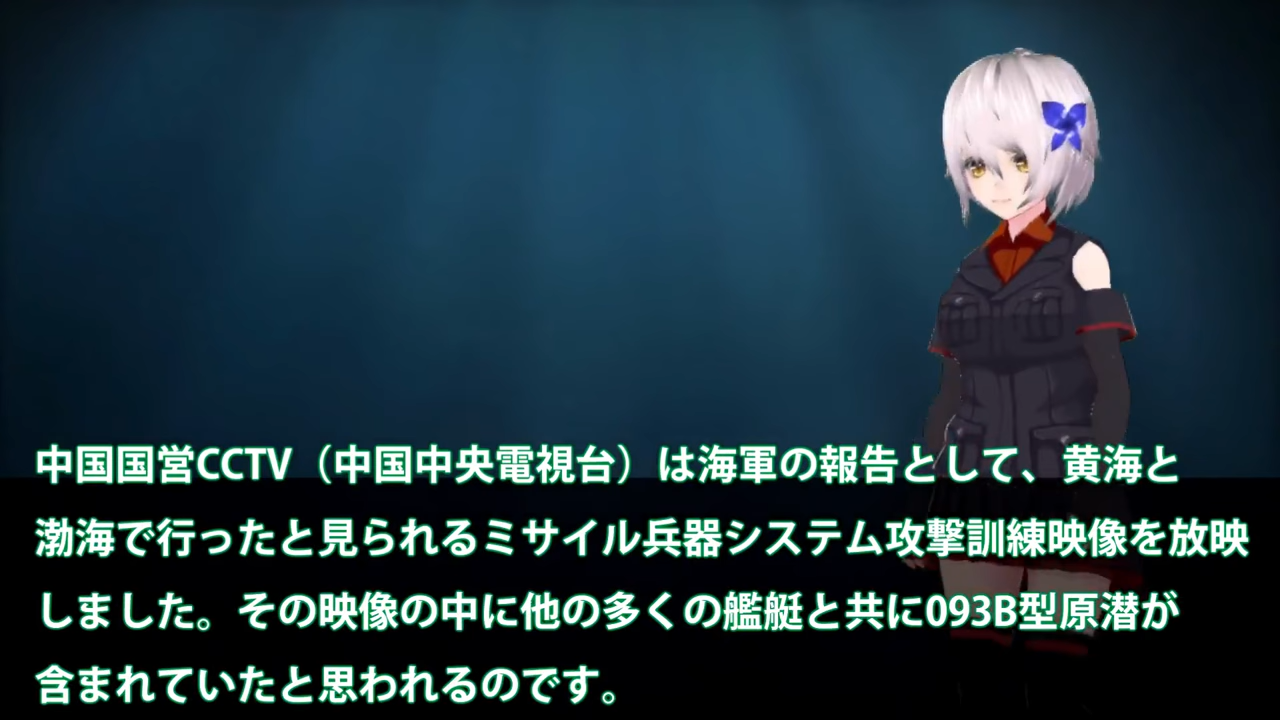 中国国営CCTV（中国中央電視台）は海軍の報告として、黄海と
渤海で行ったと見られるミサイル兵器システム攻撃訓練映像を放映
しました。その映像の中に他の多くの艦艇と共に093B型原潜が
含まれていたと思われるのです。